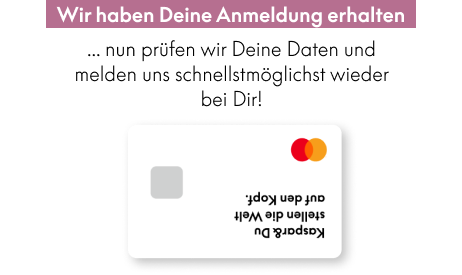 Wir haben Deine Anmeldung erhalten
... nun prüfen wir Deine Daten und
melden uns schnellstmöglichst wieder
bei Dir!
Kaspar& Du
stellen die Welt
auf den Kopf.